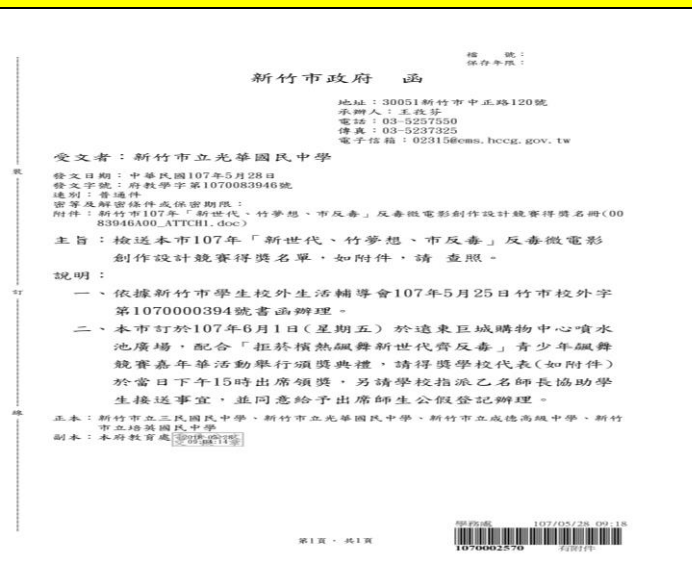 檔　　號：
保存年限：
新竹市政府　函
地址：30051新竹市中正路120號
承辦人：王孜芬
電話：03-5257550
傳真：03-5237325
電子信箱：02315@ems.hccg.gov.tw
受文者：新竹市立光華國民中學
發文日期：中華民國107年5月28日
發文字號：府教學字第1070083946號
速別：普通件
密等及解密條件或保密期限：
附件：新竹市107年「新世代、竹夢想、市反毒」反毒微電影創作設計競賽得獎名冊(00
83946A00_ATTCH1.doc)
主旨：檢送本市107年「新世代、竹夢想、市反毒」反毒微電影
創作設計競賽得獎名單，如附件，請　查照。
說明：
一、依據新竹市學生校外生活輔導會107年5月25日竹市校外字
第1070000394號書函辦理。
二、本市訂於107年6月1日(星期五) 於遠東巨城購物中心噴水
池廣場，配合「拒菸檳熱飆舞新世代齊反毒」青少年飆舞
競賽嘉年華活動舉行頒獎典禮，請得獎學校代表(如附件)
於當日下午15時出席領獎，另請學校指派乙名師長協助學
生接送事宜，並同意給予出席師生公假登記辦理。
正本：新竹市立三民國民中學、新竹市立光華國民中學、新竹市立成德高級中學、新竹
市立培英國民中學
副本：本府教育處
裝
訂
線
第1頁，共1頁
學務處　107/05/28 09:18
1070002570　有附件